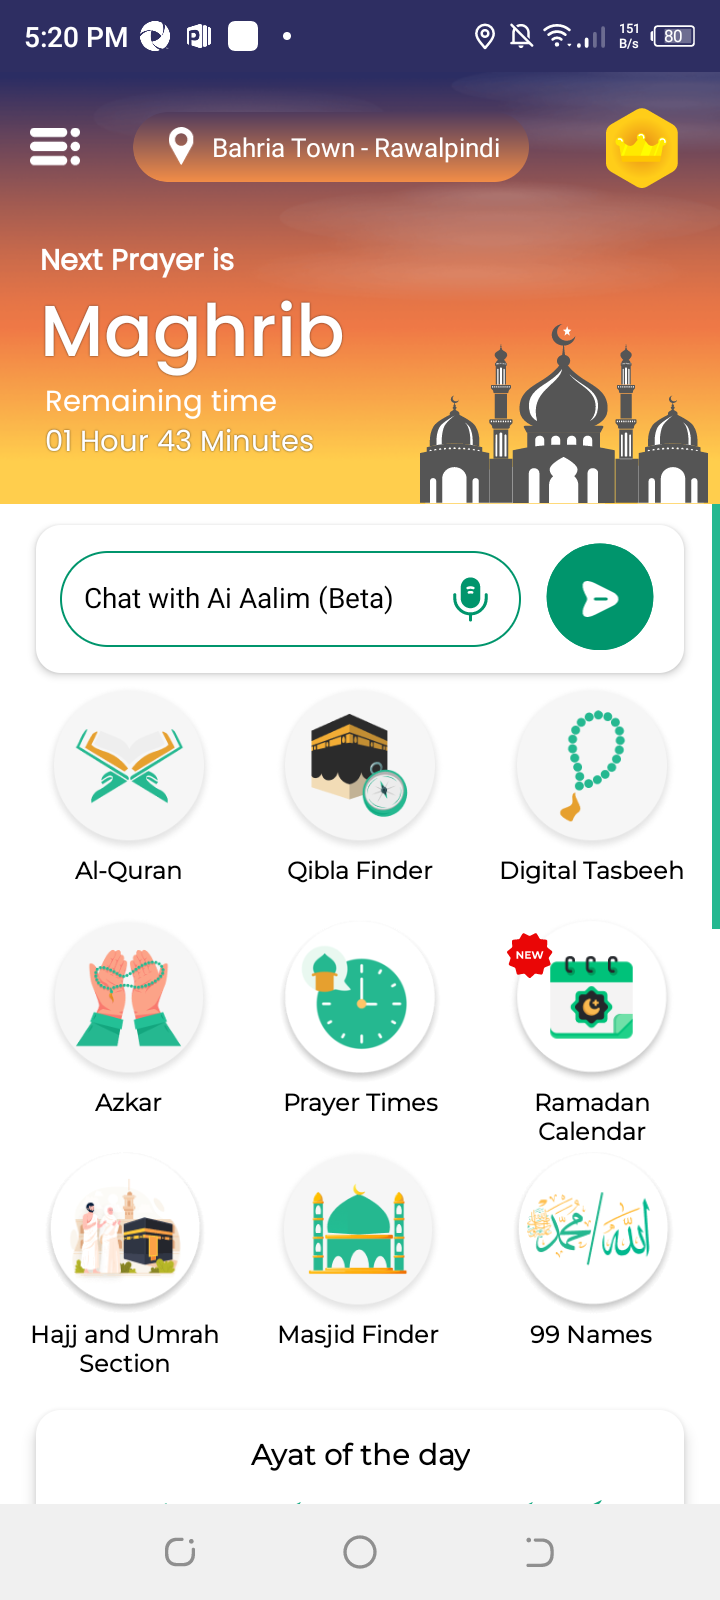 5:20 PM
151
B/s
80
Bahria Town - Rawalpindi
Next Prayer is
Maghrib
Remaining time
01 Hour 43 Minutes
Chat with Ai Aalim (Beta)
Al-Quran
Qibla Finder
Digital Tasbeeh
NEW
Azkar
Prayer Times
Ramadan
Calendar
الله/محمد
Hajj and Umrah
Section
Masjid Finder
99 Names
Ayat of the day